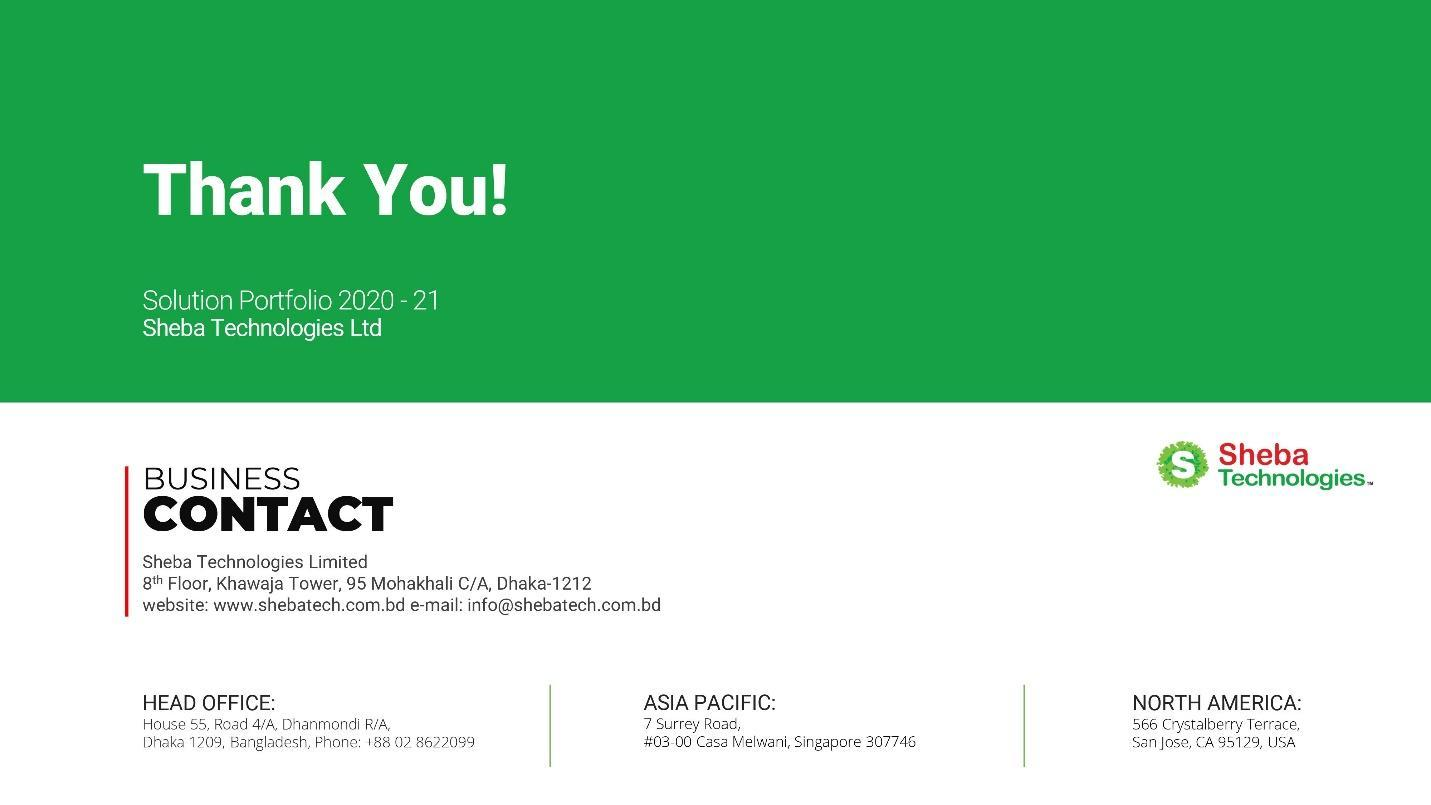 Thank You!
Solution Portfolio 2020 - 21
Sheba Technologies Ltd
S Sheba
Technologies™
BUSINESS
CONTACT
Sheba Technologies Limited
8th Floor, Khawaja Tower, 95 Mohakhali C/A, Dhaka-1212
website: www.shebatech.com.bd e-mail: info@shebatech.com.bd
HEAD OFFICE:
House 55, Road 4/A, Dhanmondi R/A,
Dhaka 1209, Bangladesh, Phone: +88 02 8622099
ASIA PACIFIC:
7 Surrey Road,
#03-00 Casa Melwani, Singapore 307746
NORTH AMERICA:
566 Crystalberry Terrace,
San Jose, CA 95129, USA